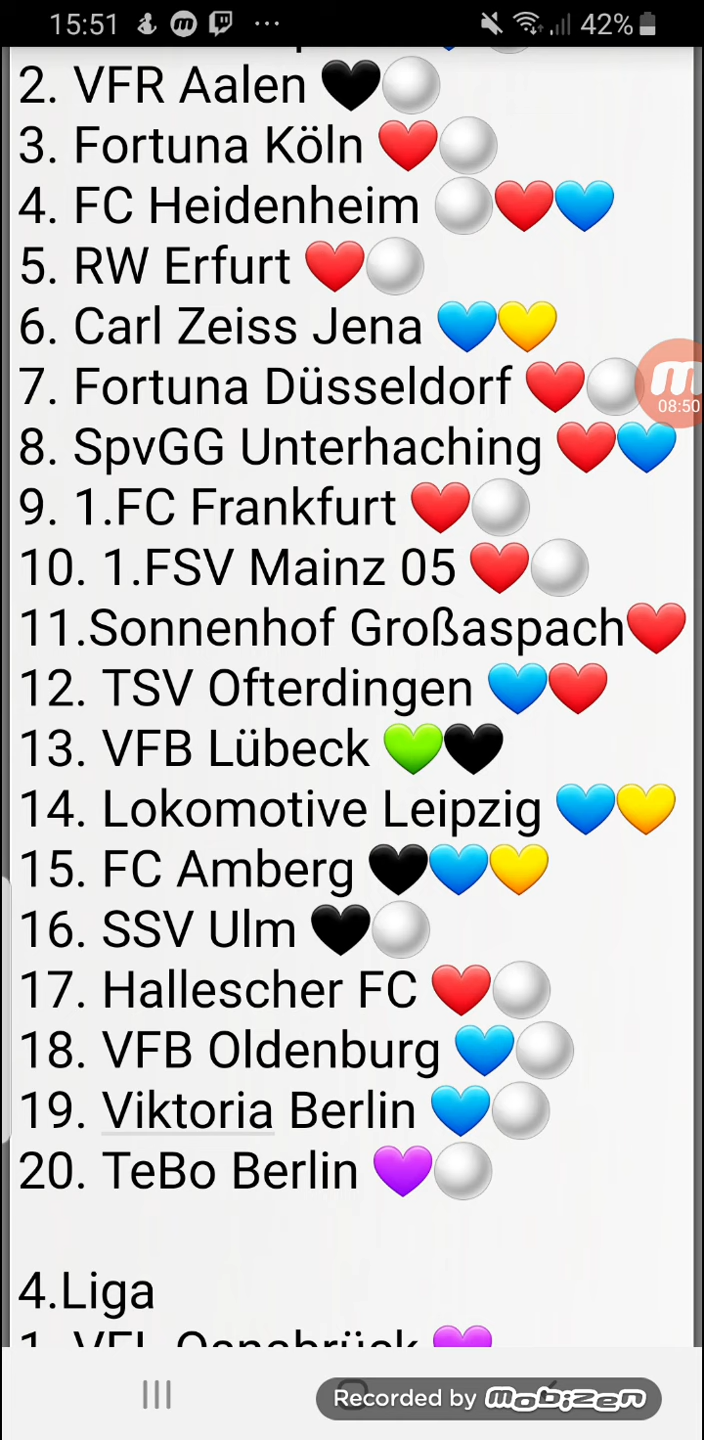 15:51 42%
2. VFR Aalen 🖤⚪
3. Fortuna Köln ❤️⚪
4. FC Heidenheim ⚪❤️💙
5. RW Erfurt ❤️⚪
6. Carl Zeiss Jena 💙💛
7. Fortuna Düsseldorf ❤️⚪
08:50
8. SpvGG Unterhaching ❤️💙
9. 1.FC Frankfurt ❤️⚪
10. 1.FSV Mainz 05 ❤️⚪
11.Sonnenhof Großaspach❤️
12. TSV Ofterdingen 💙❤️
13. VFB Lübeck 💚🖤
14. Lokomotive Leipzig 💙💛
15. FC Amberg 🖤💙💛
16. SSV Ulm 🖤⚪
17. Hallescher FC ❤️⚪
18. VFB Oldenburg 💙⚪
19. Viktoria Berlin 💙⚪
20. TeBo Berlin 💜⚪
4.Liga
1. VFL Osnabrück 💜
Recorded by mobizen